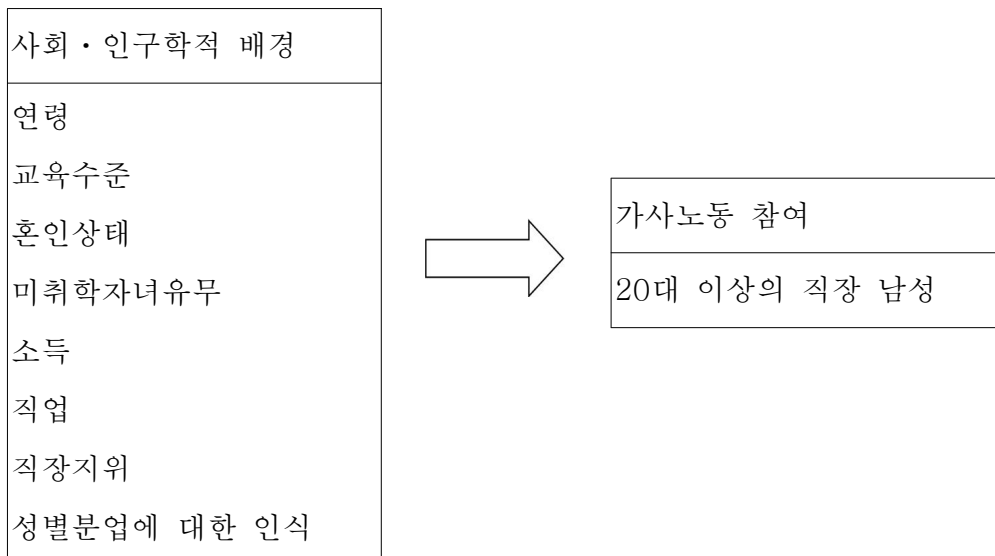 사회·인구학적 배경
연령
교육수준
혼인상태
미취학자녀유무
소득
직업
직장지위
성별분업에 대한 인식
가사노동 참여
20대 이상의 직장 남성